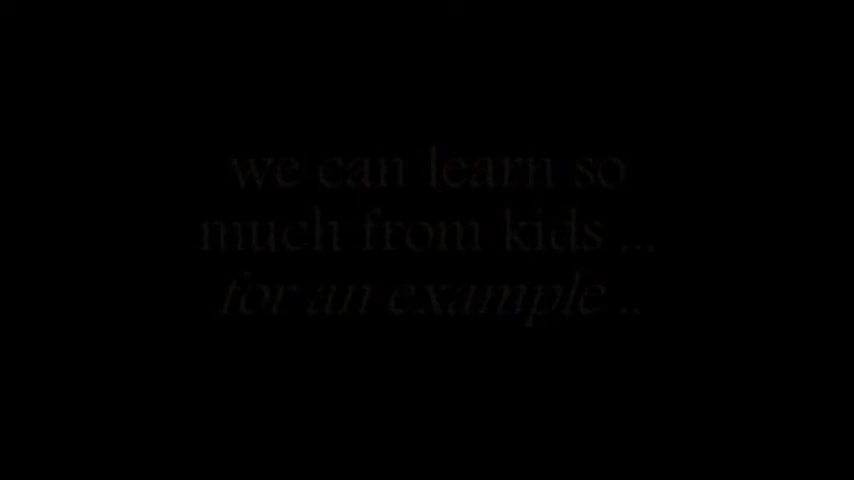 we can learn so
much from kids ...
for an example ..